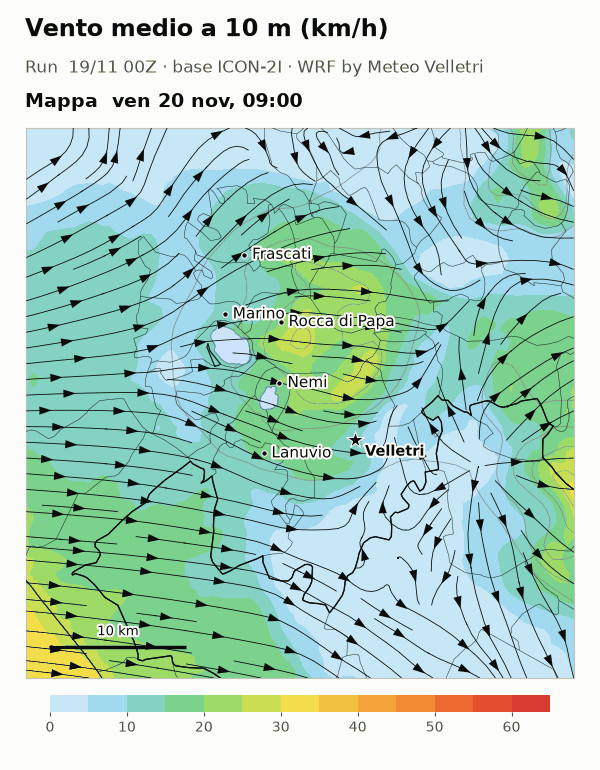 Vento medio a 10 m (km/h)
Run  19/11 00Z · base ICON-2I · WRF by Meteo Velletri
Mappa  ven 20 nov, 09:00
Frascati
Marino
Rocca di Papa
Nemi
Velletri
Lanuvio
10 km
0 10 20 30 40 50 60